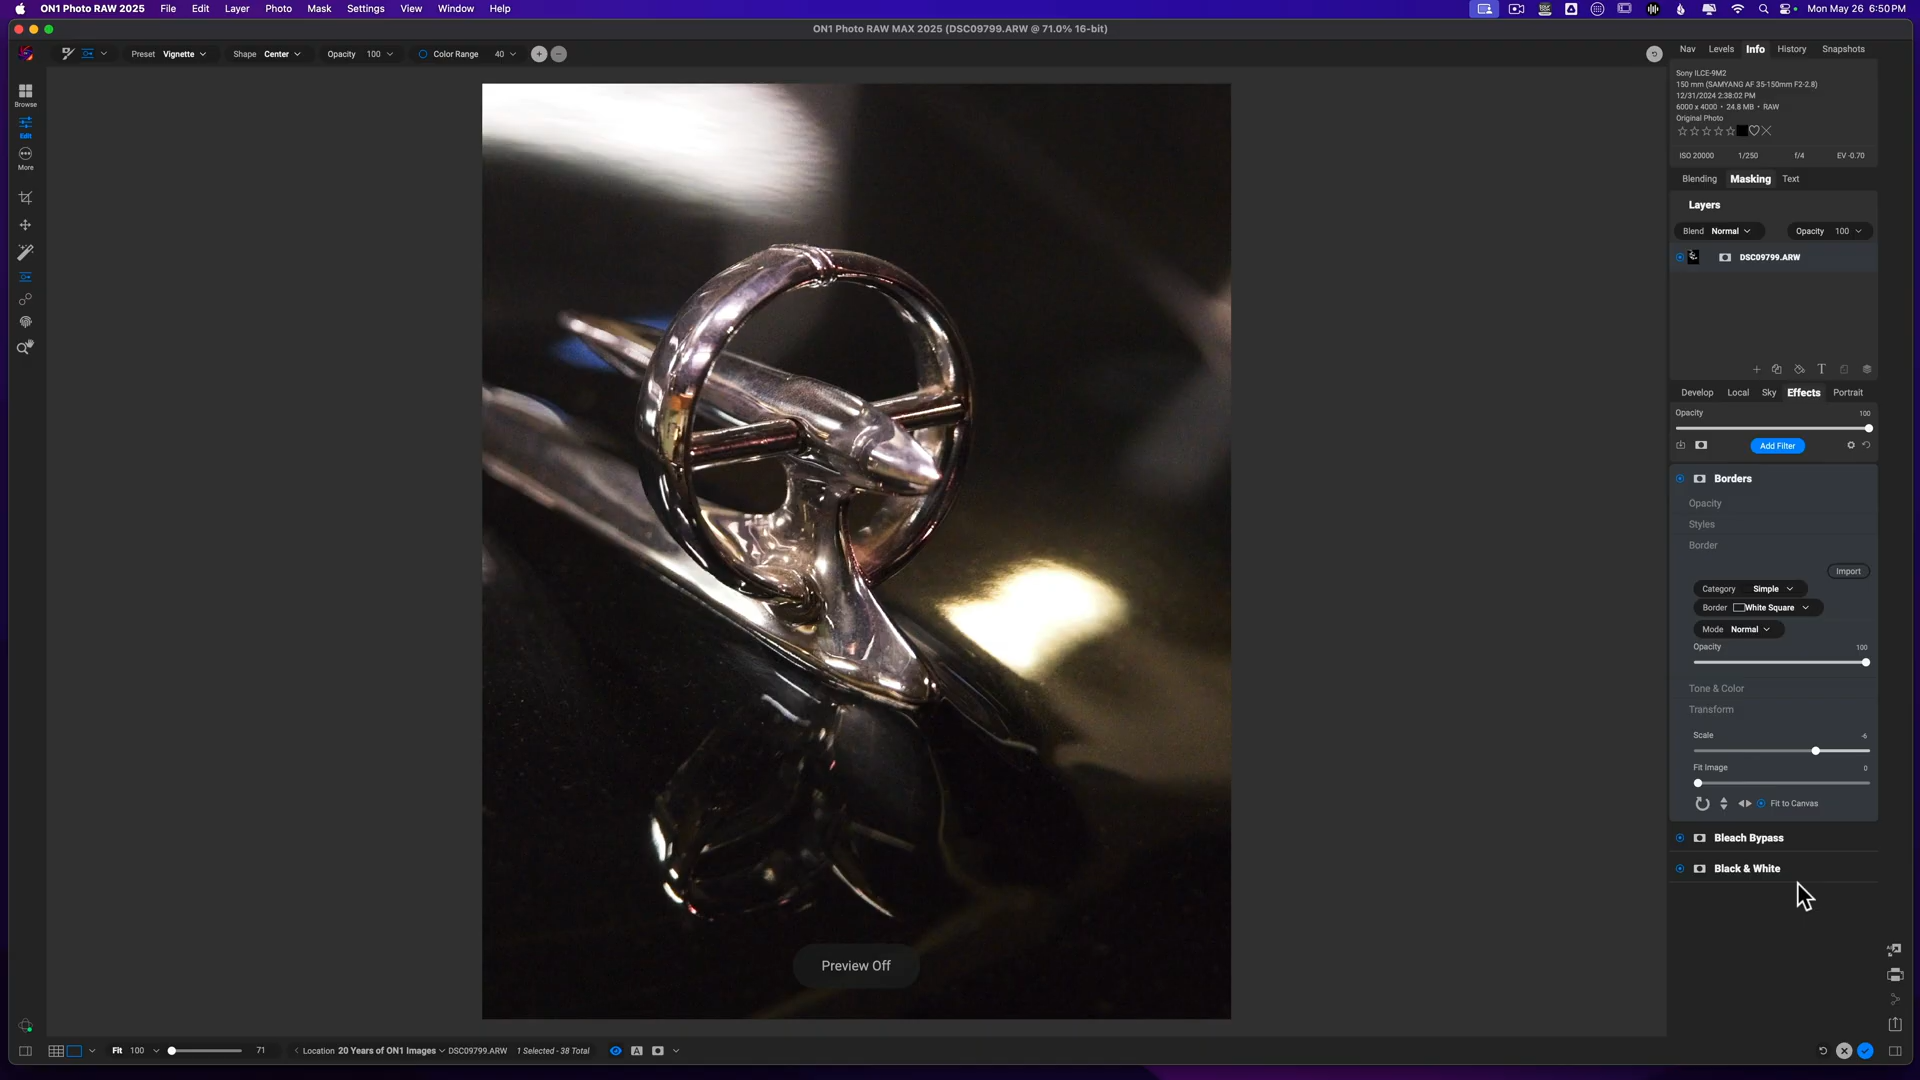 ON1 Photo RAW 2025 File Edit Layer Photo Mask Settings View Window Help Mon May 26 6:50 PM
ON1 Photo RAW MAX 2025 (DSC09799.ARW @ 71.0% 16-bit)
Preset Vignette Shape Center Opacity 100 Color Range 40 + −
Nav Levels Info History Snapshots
Sony ILCE-9M2
150 mm (SAMYANG AF 35-150mm F2-2.8)
12/31/2024 2:38:02 PM
6000 x 4000 • 24.8 MB • RAW
Original Photo
ISO 20000 1/250 f/4 EV -0.70
Blending Masking Text
Layers
Blend Normal Opacity 100
DSC09799.ARW
Develop Local Sky Effects Portrait
Opacity 100
Add Filter
Borders
Opacity
Styles
Border
Import
Category Simple
Border White Square
Mode Normal
Opacity 100
Tone & Color
Transform
Scale -6
Fit Image 0
Fit to Canvas
Bleach Bypass
Black & White
Browse
Edit
More
Preview Off
Fit 100 71 Location 20 Years of ON1 Images DSC09799.ARW 1 Selected - 38 Total A